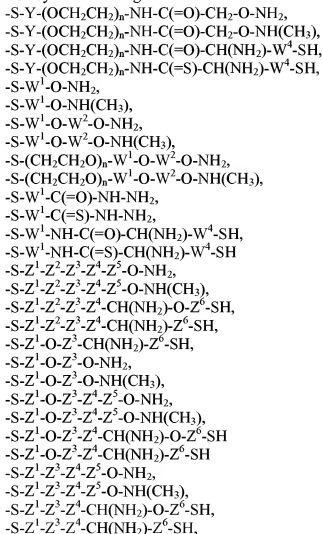 -S-Y-(OCH₂CH₂)ₙ-NH-C(=O)-CH₂-O-NH₂,
-S-Y-(OCH₂CH₂)ₙ-NH-C(=O)-CH₂-O-NH(CH₃),
-S-Y-(OCH₂CH₂)ₙ-NH-C(=O)-CH(NH₂)-W⁴-SH,
-S-Y-(OCH₂CH₂)ₙ-NH-C(=S)-CH(NH₂)-W⁴-SH,
-S-W¹-O-NH₂,
-S-W¹-O-NH(CH₃),
-S-W¹-O-W²-O-NH₂,
-S-W¹-O-W²-O-NH(CH₃),
-S-(CH₂CH₂O)ₙ-W¹-O-W²-O-NH₂,
-S-(CH₂CH₂O)ₙ-W¹-O-W²-O-NH(CH₃),
-S-W¹-C(=O)-NH-NH₂,
-S-W¹-C(=S)-NH-NH₂,
-S-W¹-NH-C(=O)-CH(NH₂)-W⁴-SH,
-S-W¹-NH-C(=S)-CH(NH₂)-W⁴-SH
-S-Z¹-Z²-Z³-Z⁴-Z⁵-O-NH₂,
-S-Z¹-Z²-Z³-Z⁴-Z⁵-O-NH(CH₃),
-S-Z¹-Z²-Z³-Z⁴-CH(NH₂)-O-Z⁶-SH,
-S-Z¹-Z²-Z³-Z⁴-CH(NH₂)-Z⁶-SH,
-S-Z¹-O-Z³-CH(NH₂)-Z⁶-SH,
-S-Z¹-O-Z³-O-NH₂,
-S-Z¹-O-Z³-O-NH(CH₃),
-S-Z¹-O-Z³-Z⁴-Z⁵-O-NH₂,
-S-Z¹-O-Z³-Z⁴-Z⁵-O-NH(CH₃),
-S-Z¹-O-Z³-Z⁴-CH(NH₂)-O-Z⁶-SH
-S-Z¹-O-Z³-Z⁴-CH(NH₂)-Z⁶-SH
-S-Z¹-Z³-Z⁴-Z⁵-O-NH₂,
-S-Z¹-Z³-Z⁴-Z⁵-O-NH(CH₃),
-S-Z¹-Z³-Z⁴-CH(NH₂)-O-Z⁶-SH,
-S-Z¹-Z³-Z⁴-CH(NH₂)-Z⁶-SH,